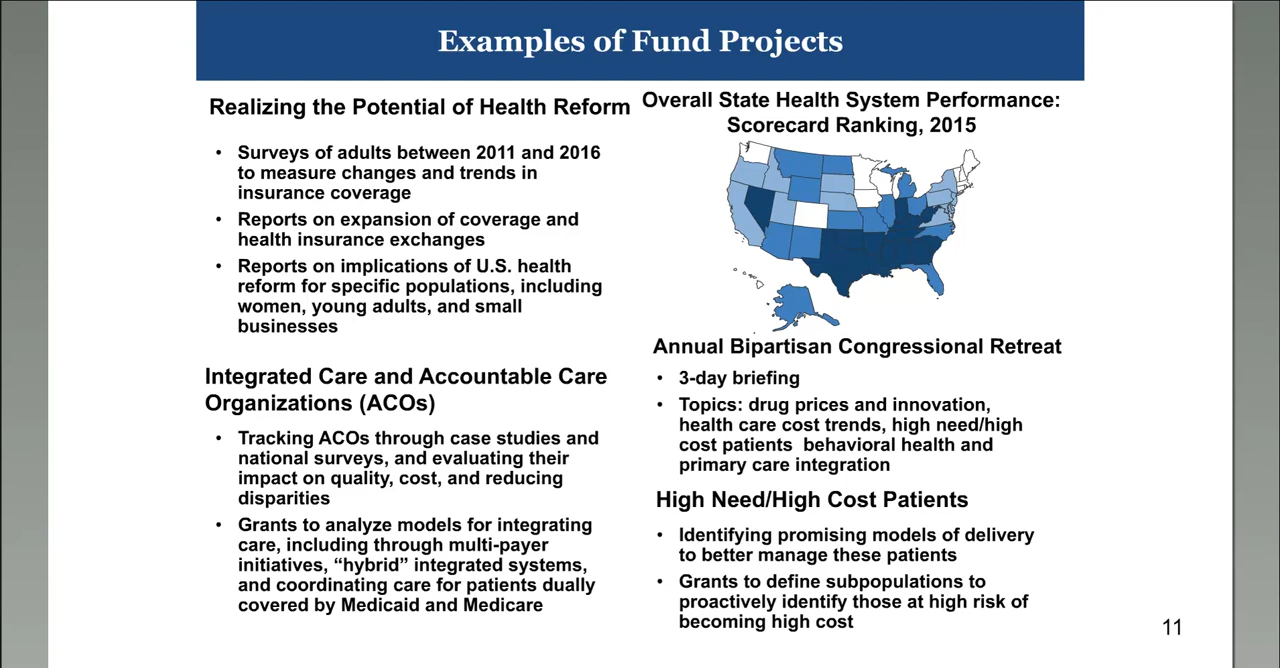 Examples of Fund Projects
Realizing the Potential of Health Reform
• Surveys of adults between 2011 and 2016
to measure changes and trends in
insurance coverage
• Reports on expansion of coverage and
health insurance exchanges
• Reports on implications of U.S. health
reform for specific populations, including
women, young adults, and small
businesses
Integrated Care and Accountable Care
Organizations (ACOs)
• Tracking ACOs through case studies and
national surveys, and evaluating their
impact on quality, cost, and reducing
disparities
• Grants to analyze models for integrating
care, including through multi-payer
initiatives, “hybrid” integrated systems,
and coordinating care for patients dually
covered by Medicaid and Medicare
Overall State Health System Performance:
Scorecard Ranking, 2015
Annual Bipartisan Congressional Retreat
• 3-day briefing
• Topics: drug prices and innovation,
health care cost trends, high need/high
cost patients  behavioral health and
primary care integration
High Need/High Cost Patients
• Identifying promising models of delivery
to better manage these patients
• Grants to define subpopulations to
proactively identify those at high risk of
becoming high cost
11